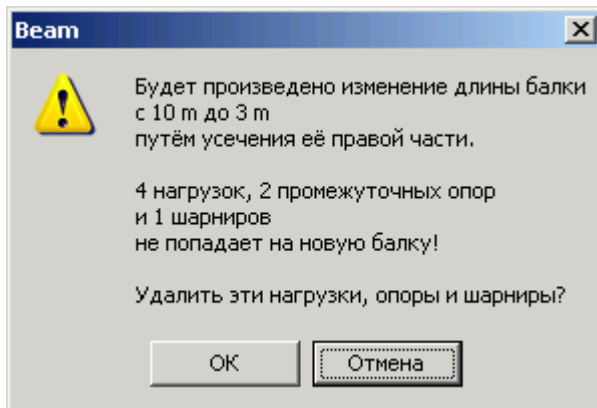 Beam
Будет произведено изменение длины балки
с 10 m до 3 m
путём усечения её правой части.
4 нагрузок, 2 промежуточных опор
и 1 шарниров
не попадает на новую балку!
Удалить эти нагрузки, опоры и шарниры?
ОК
Отмена